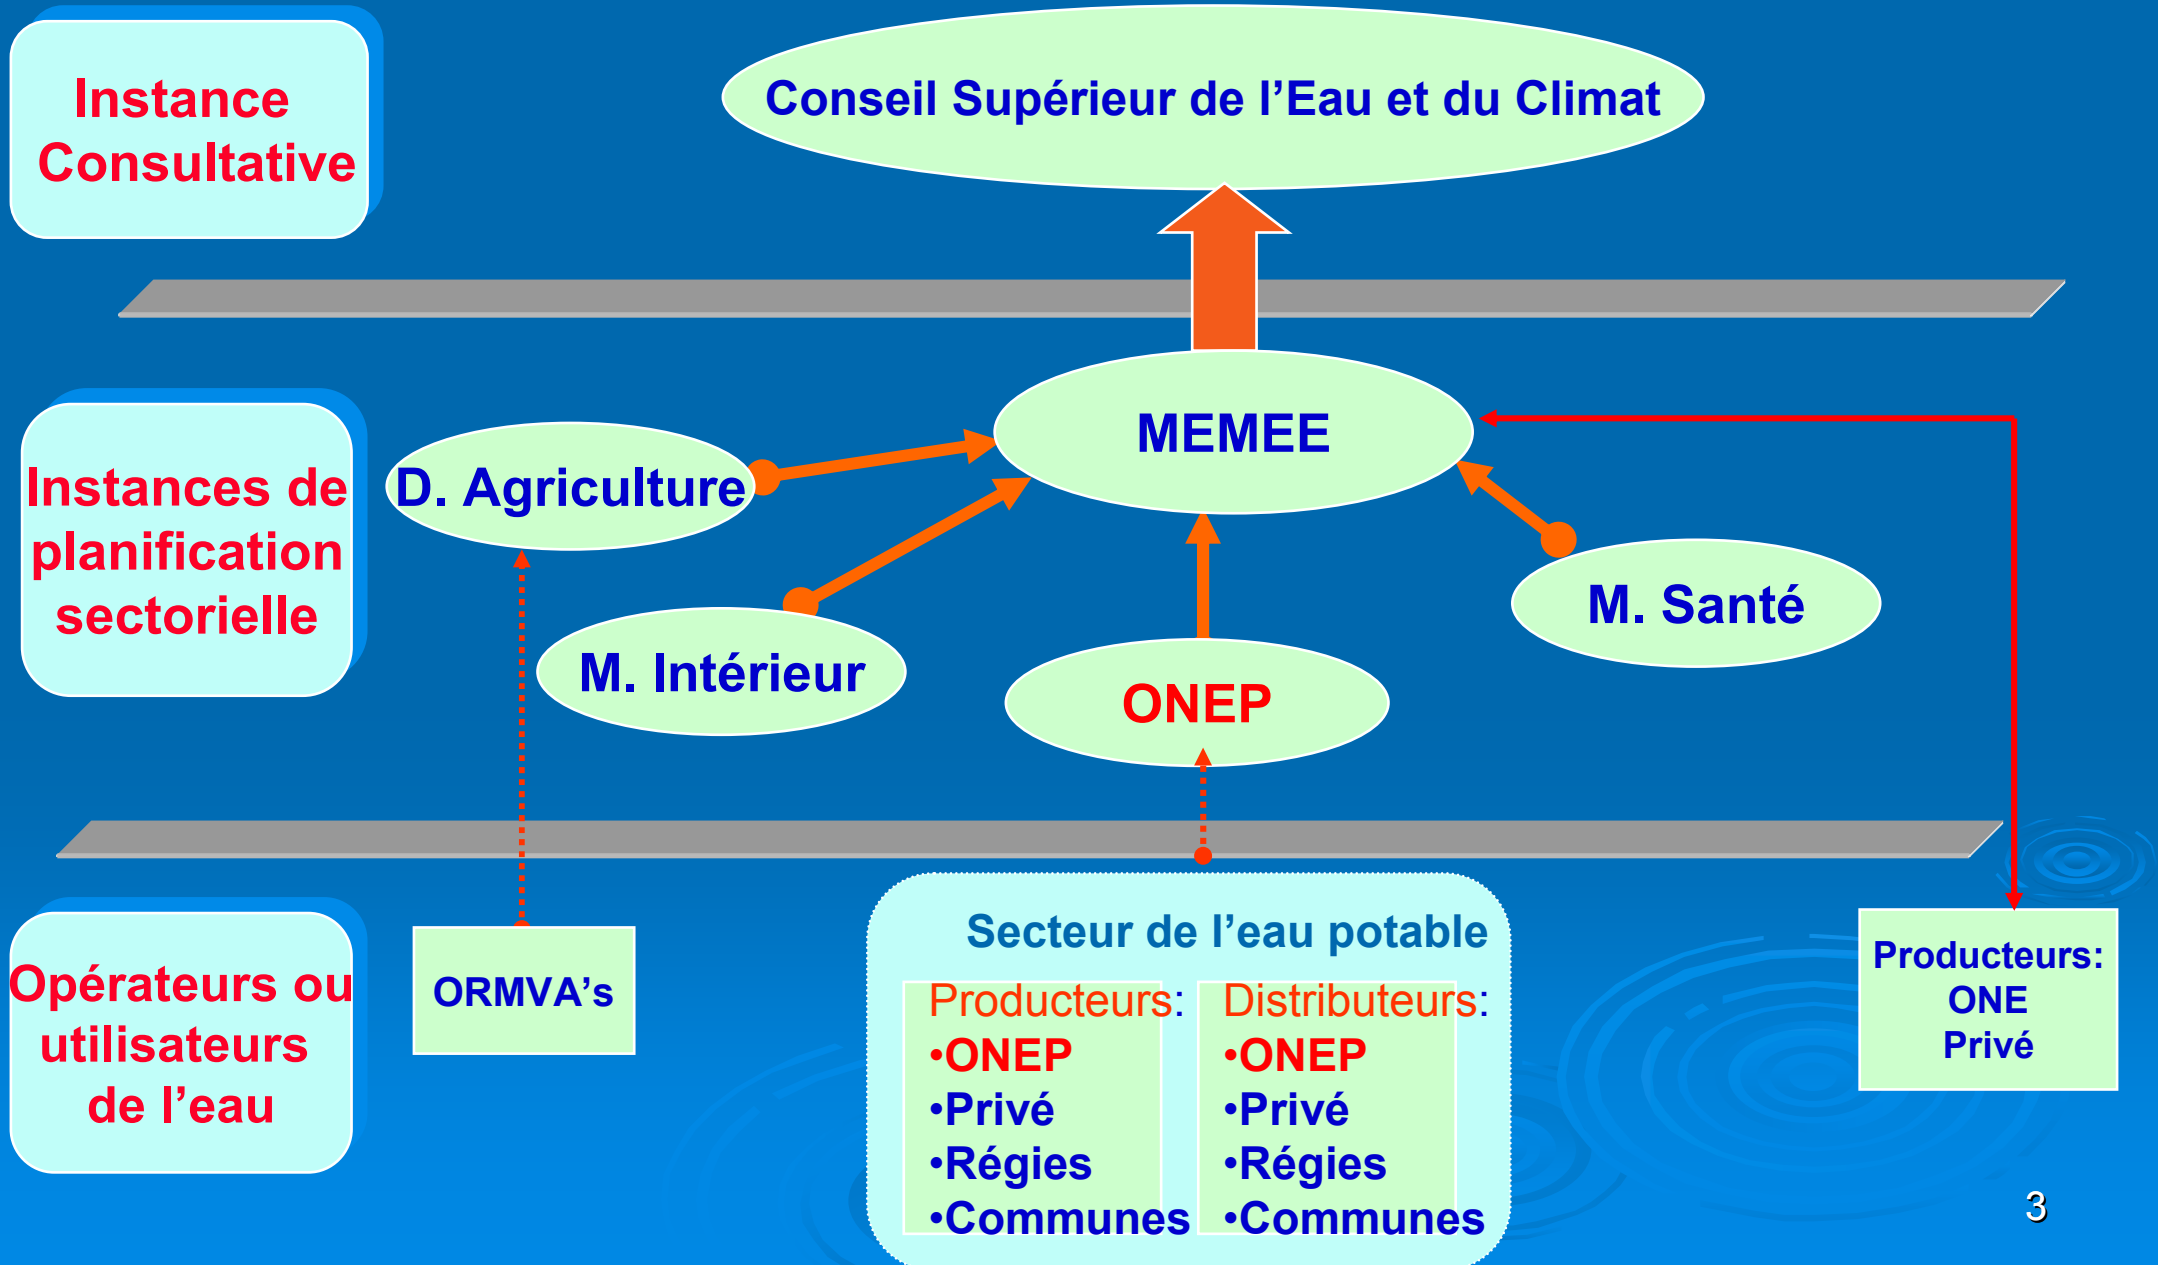 Instance
Consultative
Conseil Supérieur de l’Eau et du Climat
Instances de
planification
sectorielle
D. Agriculture
MEMEE
M. Intérieur
ONEP
M. Santé
Opérateurs ou
utilisateurs
de l’eau
ORMVA’s
Secteur de l’eau potable
Producteurs:
•ONEP
•Privé
•Régies
•Communes
Distributeurs:
•ONEP
•Privé
•Régies
•Communes
Producteurs:
ONE
Privé
3